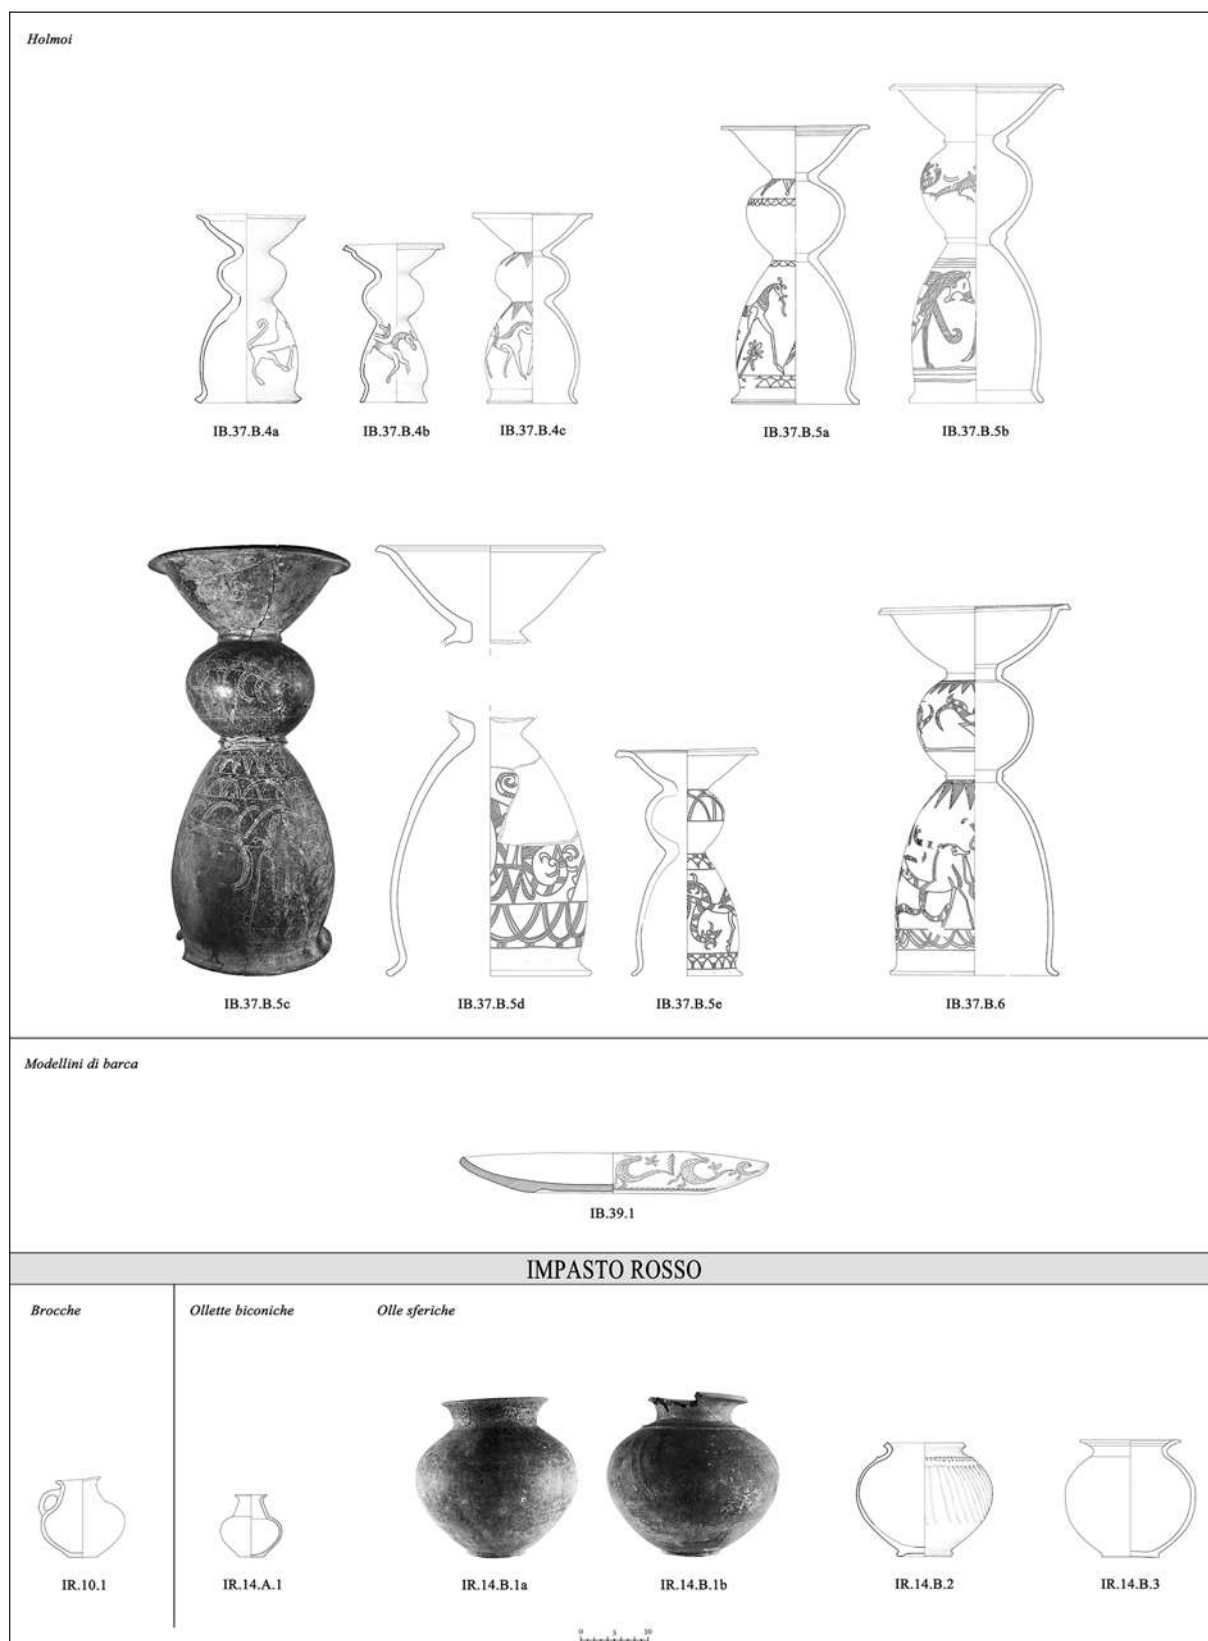 Holmoi
IB.37.B.4a
IB.37.B.4b
IB.37.B.4c
IB.37.B.5a
IB.37.B.5b
IB.37.B.5c
IB.37.B.5d
IB.37.B.5e
IB.37.B.6
Modellini di barca
IB.39.1
IMPASTO ROSSO
Brocche
Ollette biconiche
Olle sferiche
IR.10.1
IR.14.A.1
IR.14.B.1a
IR.14.B.1b
IR.14.B.2
IR.14.B.3
0 5 10